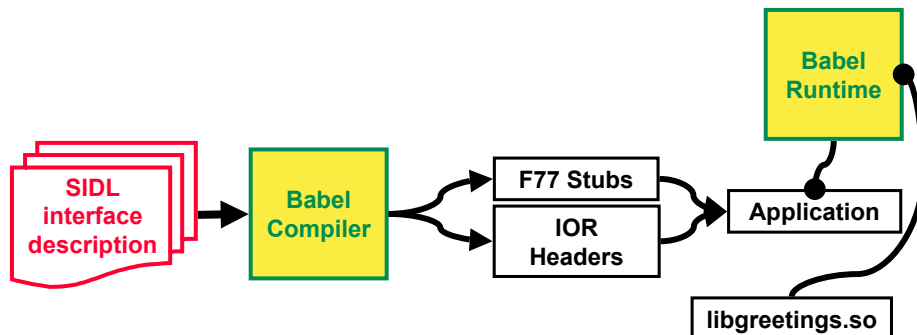 SIDL
interface
description
Babel
Compiler
F77 Stubs
IOR
Headers
Babel
Runtime
Application
libgreetings.so